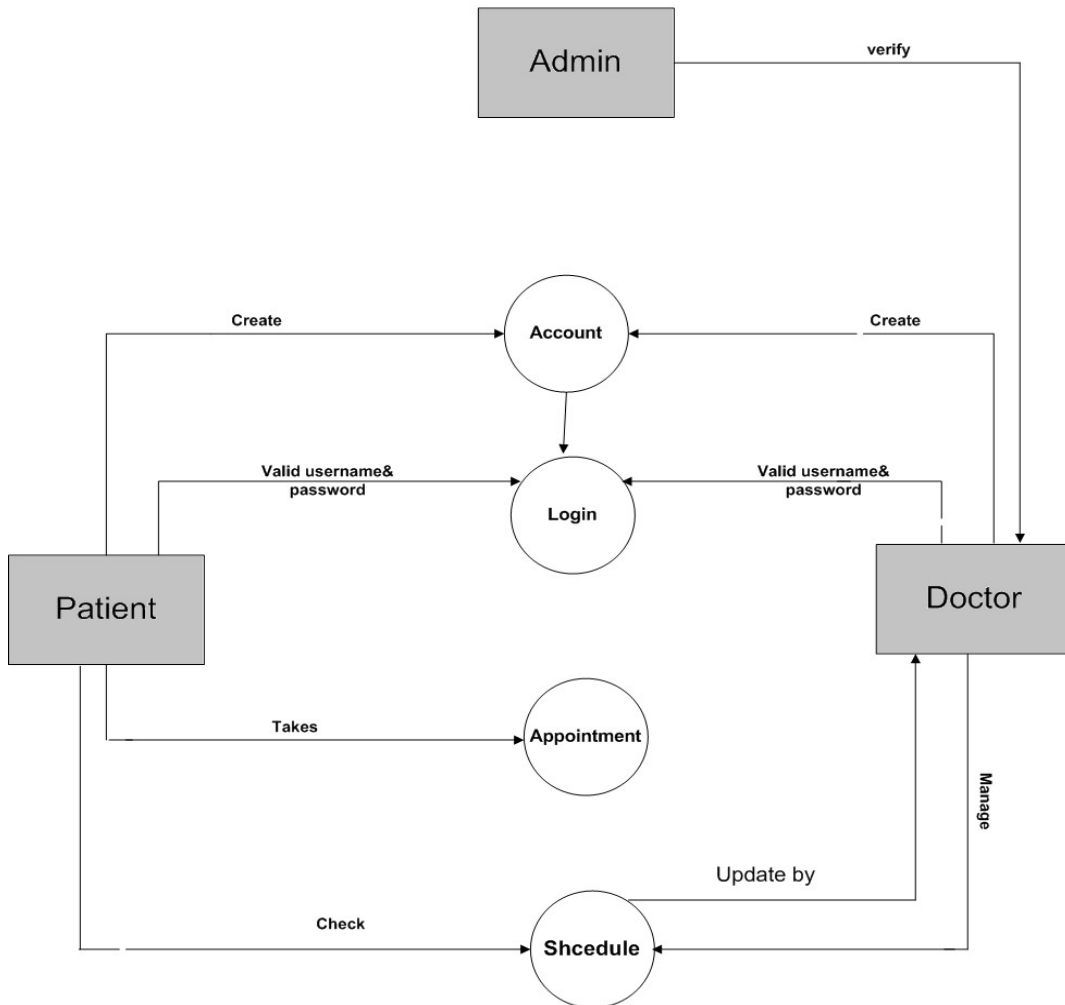 Admin
verify
Create
Account
Create
Valid username&
password
Login
Valid username&
password
Patient
Doctor
Takes
Appointment
Manage
Update by
Check
Shcedule